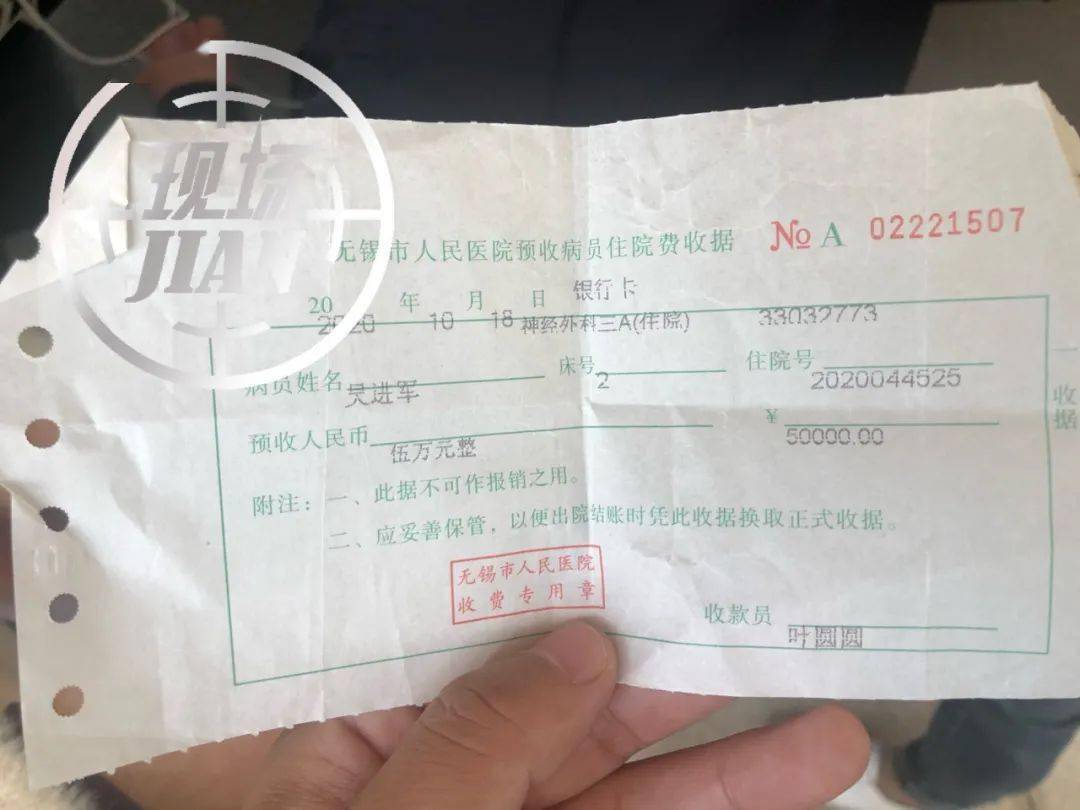 现场
JIAN
无锡市人民医院预收病员住院费收据 № A 02221507
20 年 月 日 银行卡
2020 10 18 神经外科三A(住院) 33032773
病员姓名 吴进军 床号 2 住院号 2020044525
预收人民币 伍万元整 ¥ 50000.00
附注：一、此据不可作报销之用。
二、应妥善保管，以便出院结账时凭此收据换取正式收据。
无锡市人民医院
收费专用章
收款员 叶圆圆
一收据